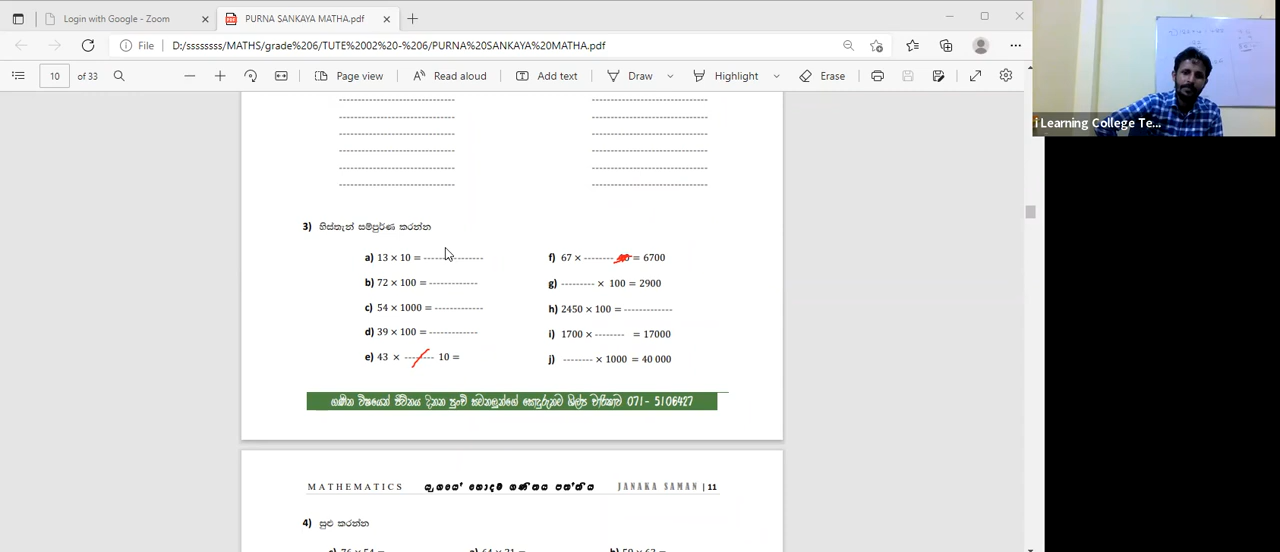 Login with Google - Zoom
PURNA SANKAYA MATHA.pdf
File
D:/ssssssss/MATHS/grade%206/TUTE%2002%20-%206/PURNA%20SANKAYA%20MATHA.pdf
10 of 33
Page view
Read aloud
Add text
Draw
Highlight
Erase
i Learning College Te...
3) හිස්තැන් සම්පුර්ණ කරන්න
a) 13 × 10 = ---------------
b) 72 × 100 = ------------
c) 54 × 1000 = ------------
d) 39 × 100 = ------------
e) 43 × ------- 10 =
f) 67 × -------- = 6700
g) --------- × 100 = 2900
h) 2450 × 100 = ------------
i) 1700 × ------- = 17000
j) -------- × 1000 = 40 000
071- 5106427
MATHEMATICS
JANAKA SAMAN | 11
4) සුළු කරන්න